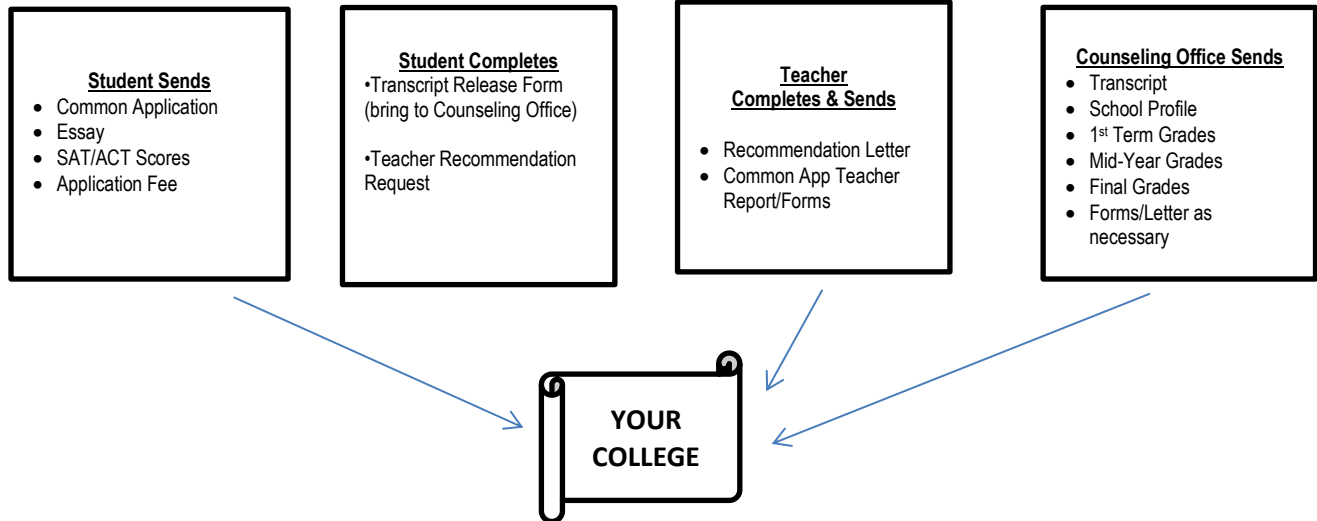 Student Sends
• Common Application
• Essay
• SAT/ACT Scores
• Application Fee
Student Completes
•Transcript Release Form
(bring to Counseling Office)
•Teacher Recommendation
Request
Teacher
Completes & Sends
• Recommendation Letter
• Common App Teacher
Report/Forms
Counseling Office Sends
• Transcript
• School Profile
• 1st Term Grades
• Mid-Year Grades
• Final Grades
• Forms/Letter as
necessary
YOUR
COLLEGE